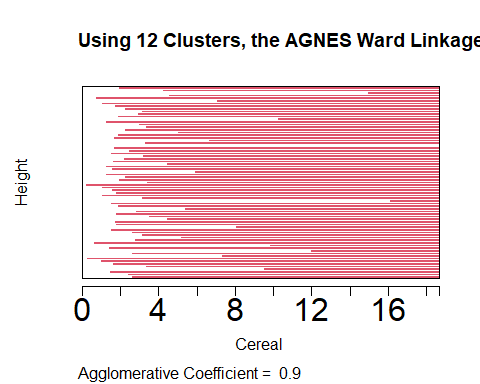 Using 12 Clusters, the AGNES Ward Linkage
Height
0 4 8 12 16
Cereal
Agglomerative Coefficient = 0.9